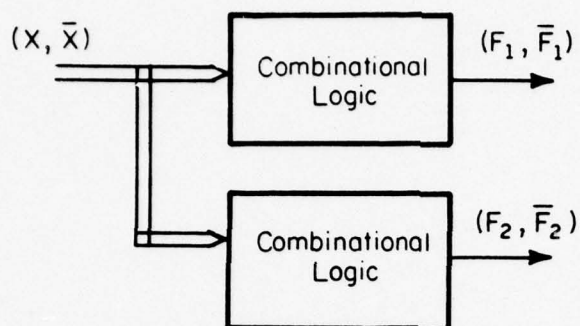 (X, X̄)
Combinational
Logic
(F₁, F̄₁)
Combinational
Logic
(F₂, F̄₂)